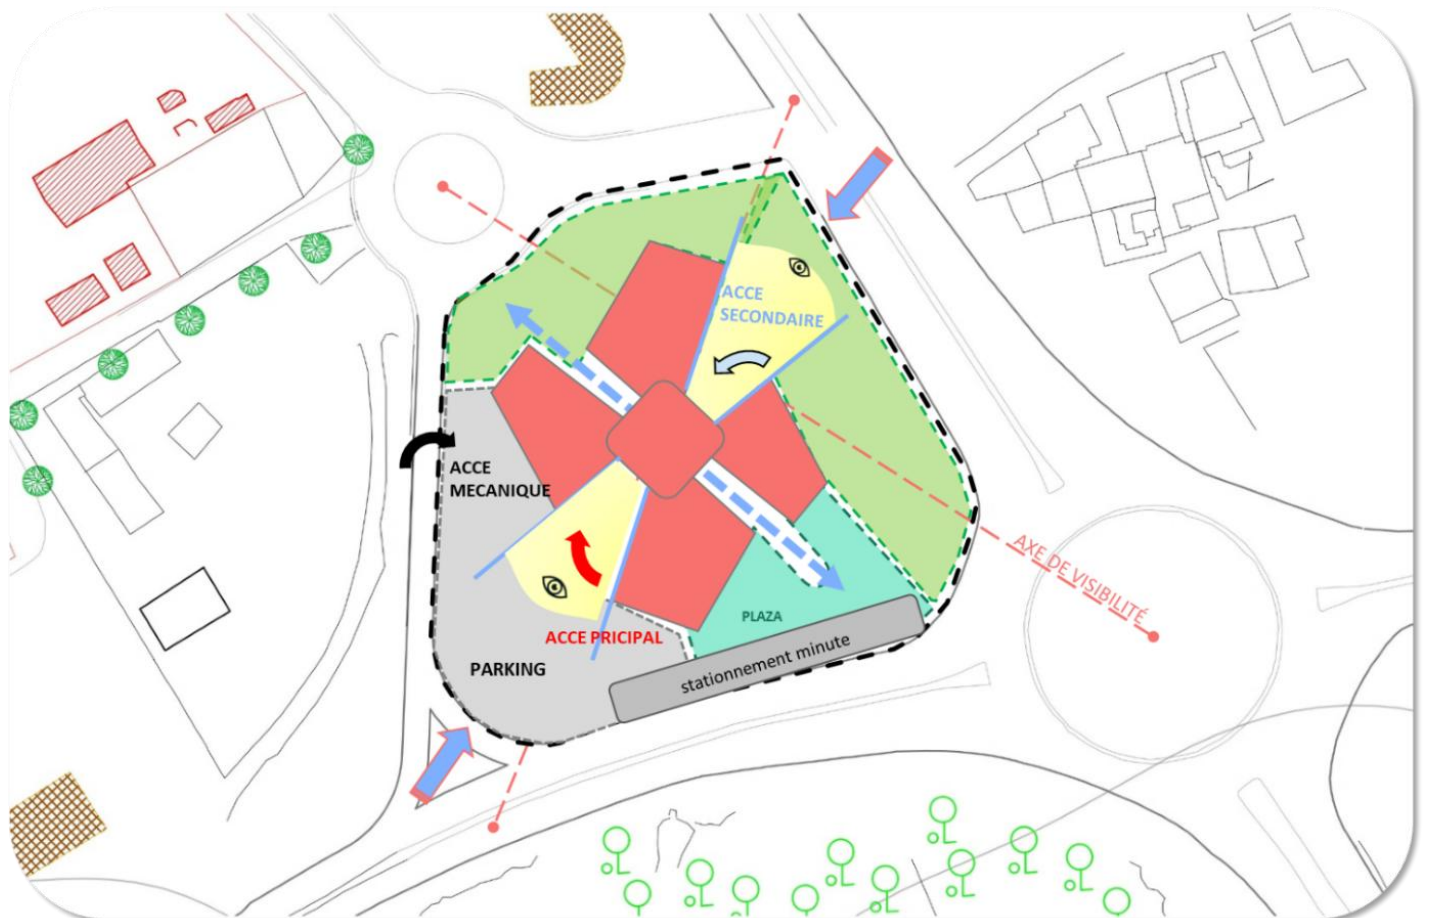 ACCE
SECONDAIRE
ACCE
MECANIQUE
AXE DE VISIBILITÉ
PLAZA
ACCE PRICIPAL
stationnement minute
PARKING